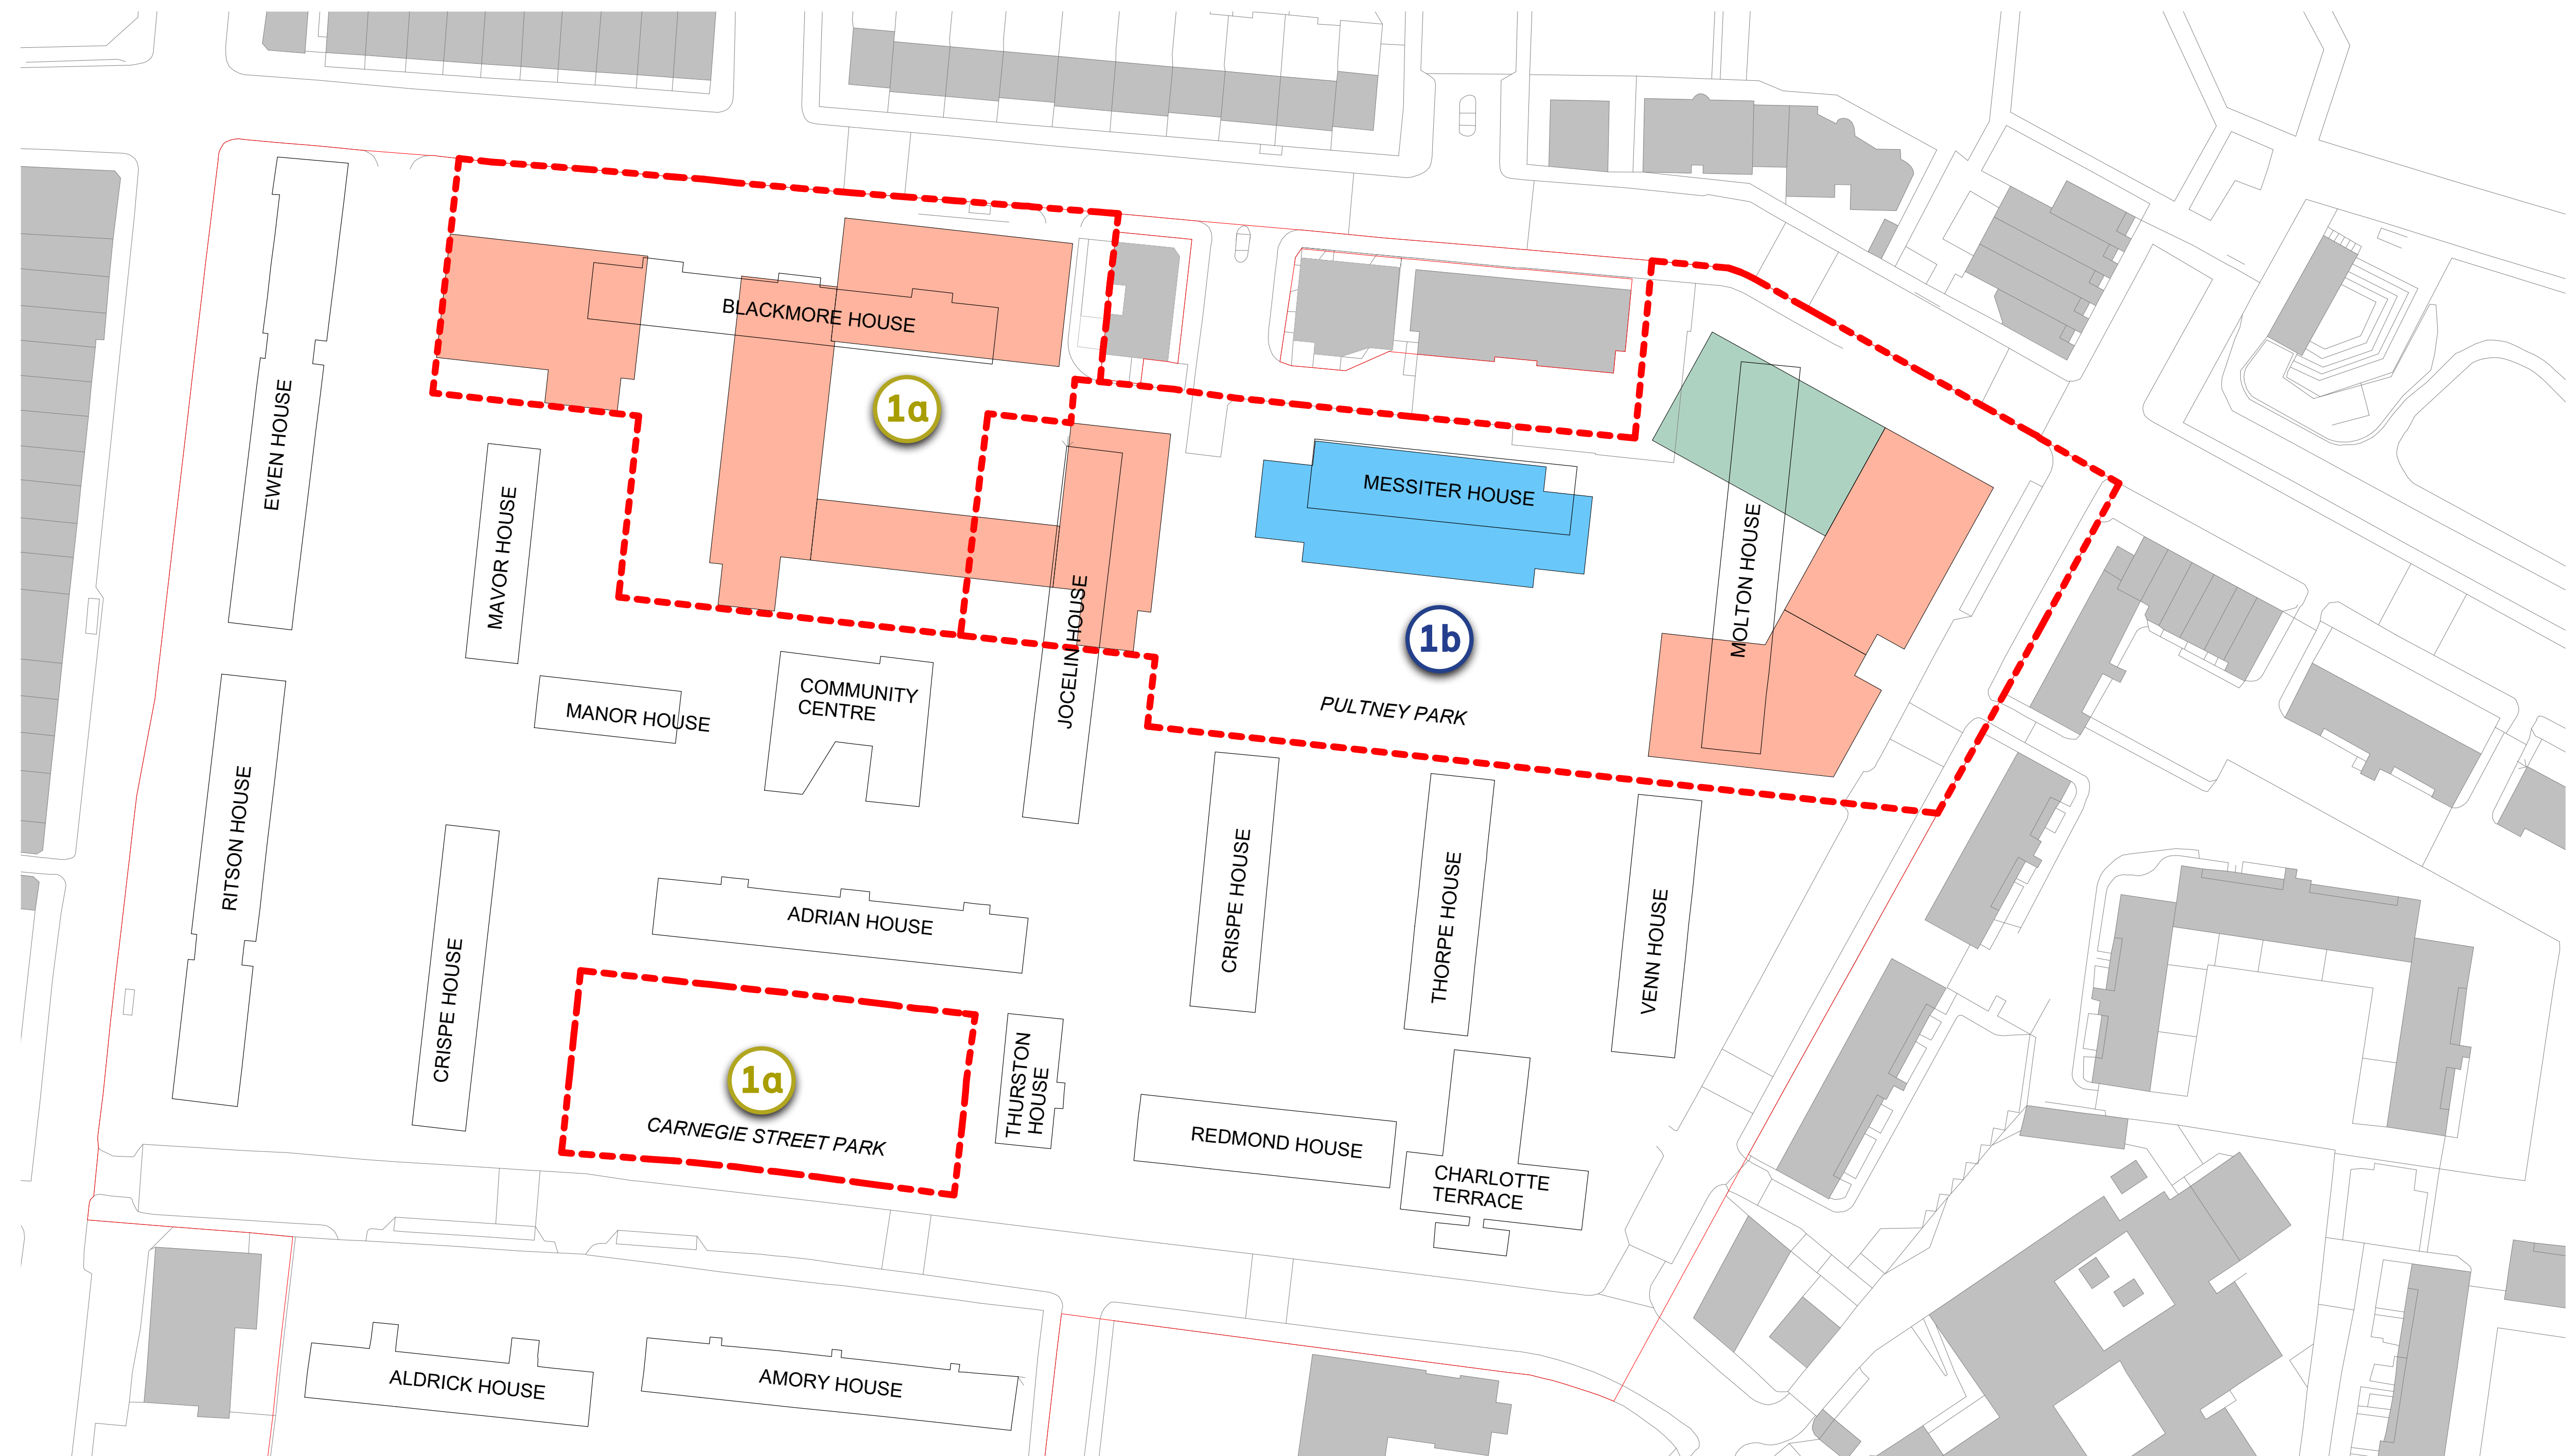 BLACKMORE HOUSE
EWEN HOUSE
1a
MAVOR HOUSE
MESSITER HOUSE
MOLTON HOUSE
JOCELIN HOUSE
1b
MANOR HOUSE
COMMUNITY
CENTRE
PULTNEY PARK
RITSON HOUSE
CRISPE HOUSE
ADRIAN HOUSE
CRISPE HOUSE
THORPE HOUSE
VENN HOUSE
1a
CARNEGIE STREET PARK
THURSTON
HOUSE
REDMOND HOUSE
CHARLOTTE
TERRACE
ALDRICK HOUSE
AMORY HOUSE